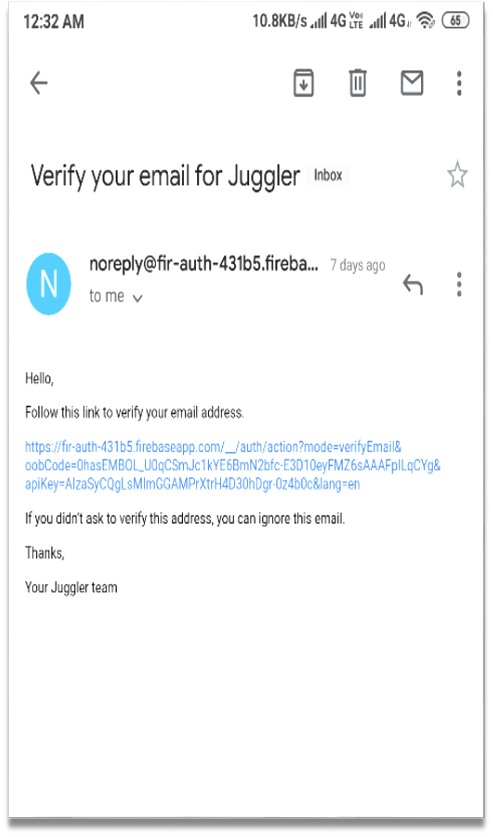 12:32 AM 10.8KB/s 4G VoLTE 4G 65
Verify your email for Juggler Inbox
N
noreply@fir-auth-431b5.fireba... 7 days ago
to me
Hello,
Follow this link to verify your email address.
https://fir-auth-431b5.firebaseapp.com/__/auth/action?mode=verifyEmail&
oobCode=0hasEMBOL_U0qCSmJc1kYE6BmN2bfc-E3D10eyFMZ6sAAAFpILqCYg&
apiKey=AIzaSyCQgLsMImGGAMPrXtrH4D30hDgr-0z4b0c&lang=en
If you didn't ask to verify this address, you can ignore this email.
Thanks,
Your Juggler team